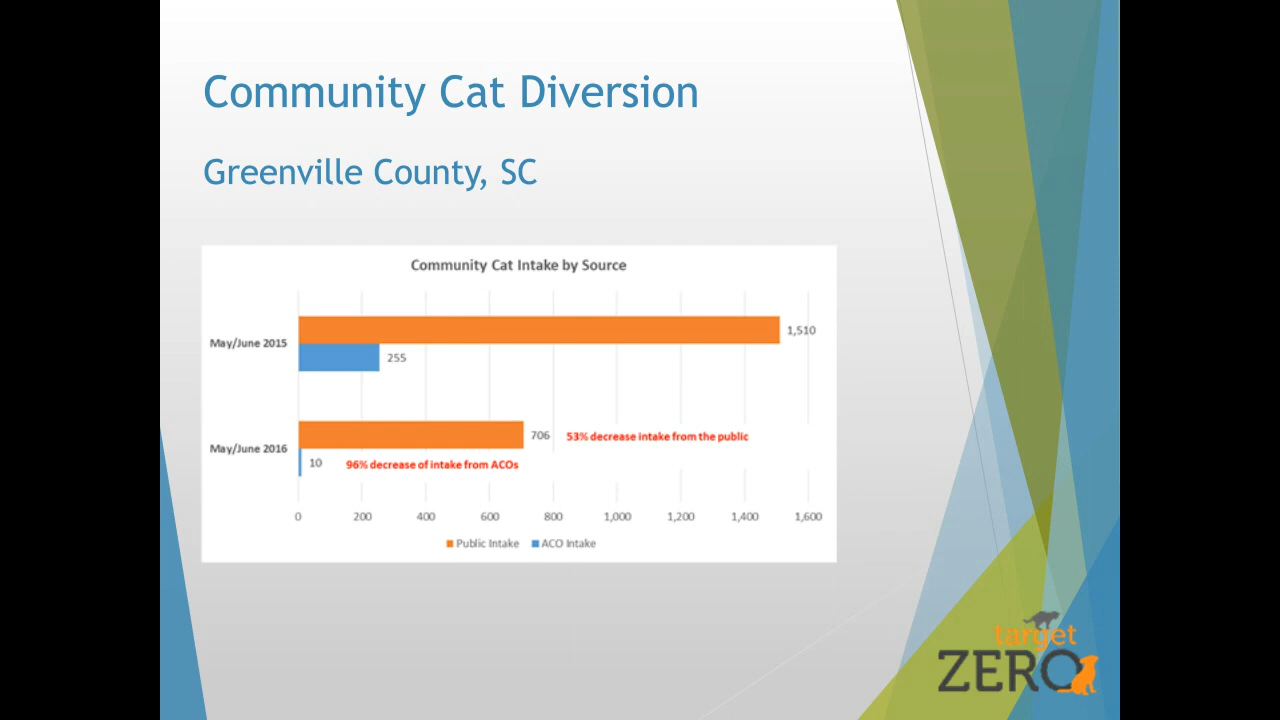 Community Cat Diversion
Greenville County, SC
Community Cat Intake by Source
May/June 2015
1,510
255
May/June 2016
706
53% decrease intake from the public
10
96% decrease of intake from ACOs
0 200 400 600 800 1,000 1,200 1,400 1,600
Public Intake ACO Intake
target
ZERO